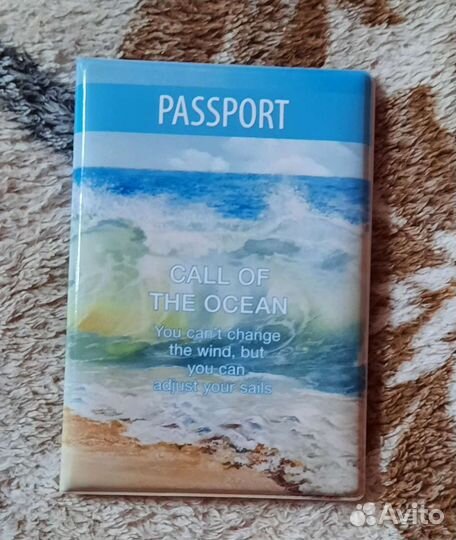 PASSPORT
CALL OF
THE OCEAN
You can't change
the wind, but
you can
adjust your sails
Avito